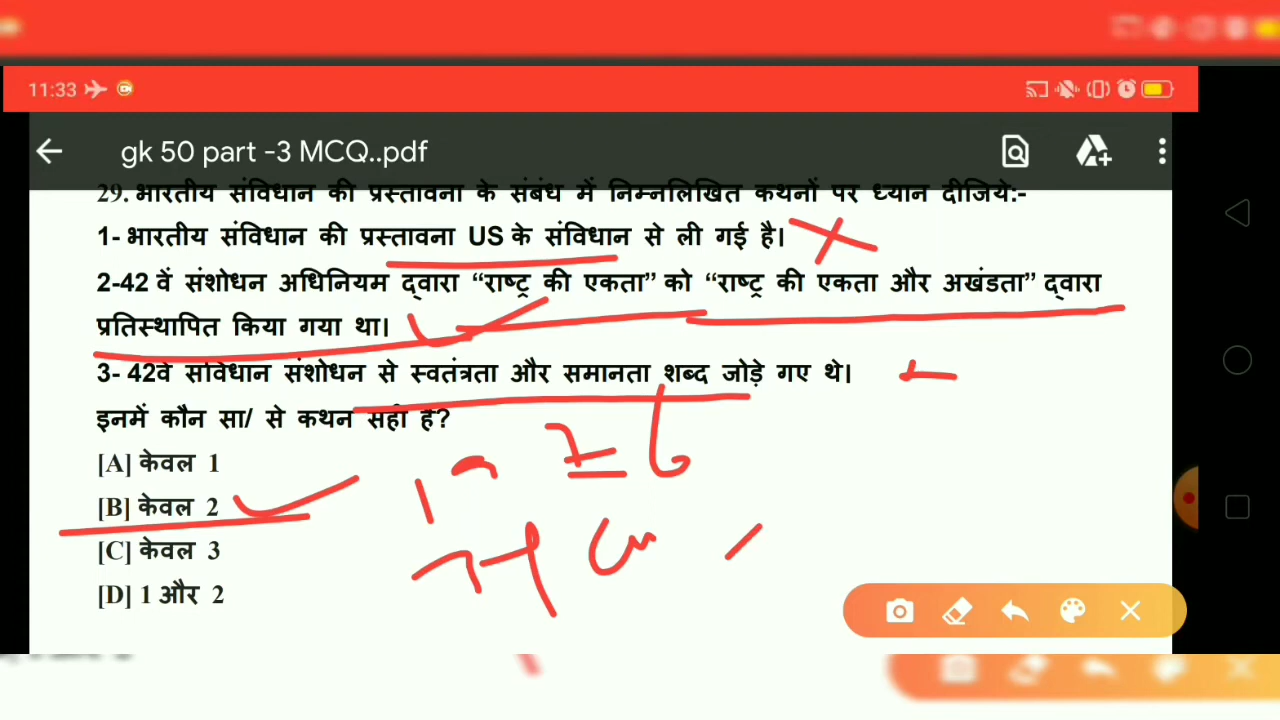 11:33
gk 50 part -3 MCQ..pdf
29. भारतीय संविधान की प्रस्तावना के संबंध में निम्नलिखित कथनों पर ध्यान दीजिये:-
1- भारतीय संविधान की प्रस्तावना US के संविधान से ली गई है।
2-42 वें संशोधन अधिनियम द्वारा “राष्ट्र की एकता” को “राष्ट्र की एकता और अखंडता” द्वारा
प्रतिस्थापित किया गया था।
3- 42वें संविधान संशोधन से स्वतंत्रता और समानता शब्द जोड़े गए थे।
इनमें कौन सा/ से कथन सही है?
[A] केवल 1
[B] केवल 2
[C] केवल 3
[D] 1 और 2
1976